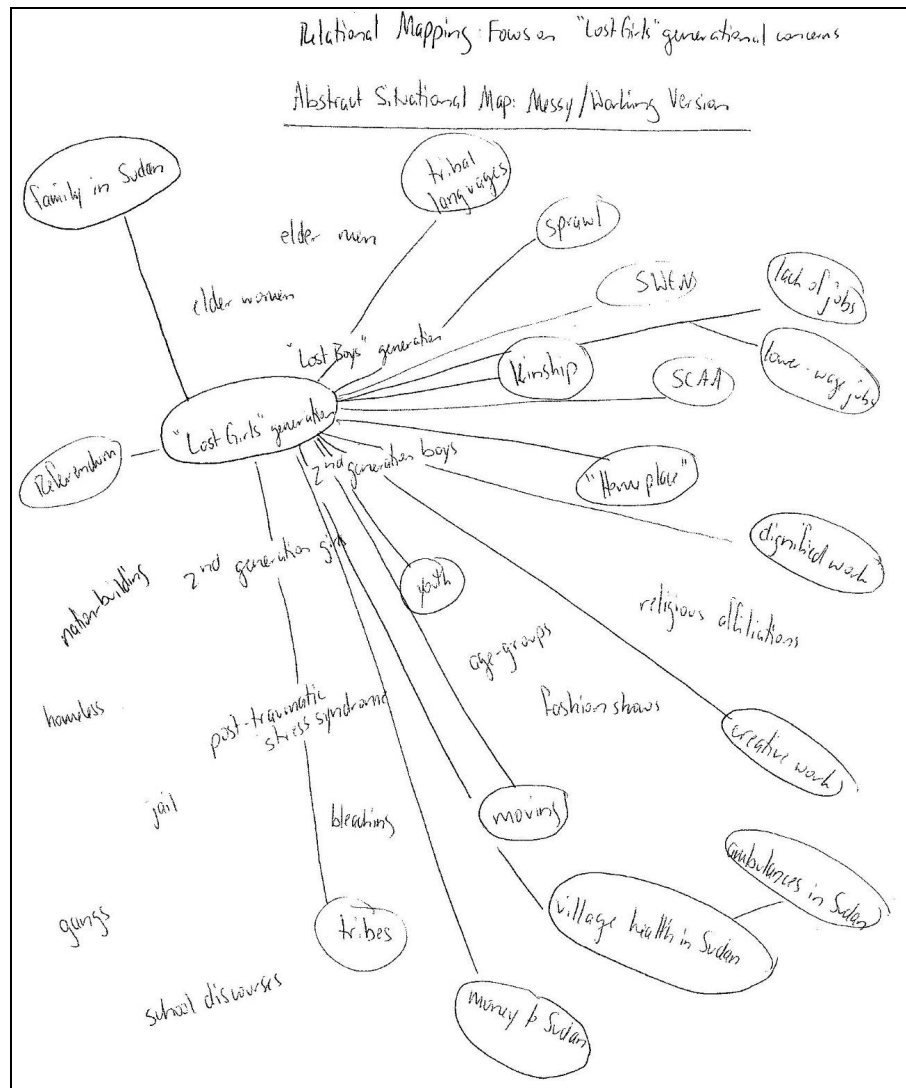 Relational Mapping: Focus on "Lost Girls" generational concerns
Abstract Situational Map: Messy/Working Version
family in Sudan
tribal
languages
elder men
sprawl
elder women
SWEN
lack of jobs
"Lost Boys" generation
Kinship
lower-wage jobs
SCAA
"Lost Girls" generation
Referendum
2nd generation boys
"Homeplace"
dignified work
nation building
2nd generation girls
youth
religious affiliations
age-groups
homeless
post-traumatic
stress syndrome
fashion shows
creative work
jail
bleaching
moving
ambulances in Sudan
gangs
tribes
village health in Sudan
school discourses
money to Sudan